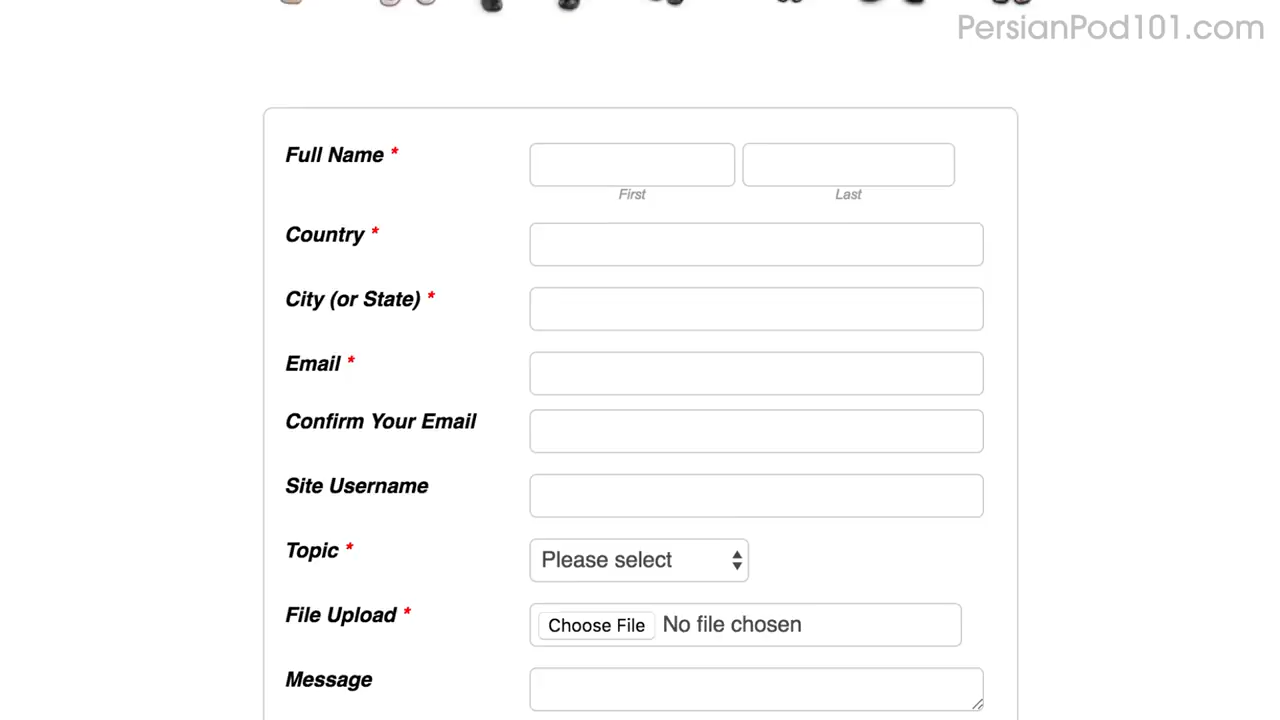 PersianPod101.com
Full Name *
First Last
Country *
City (or State) *
Email *
Confirm Your Email
Site Username
Topic *
Please select
File Upload *
Choose File No file chosen
Message